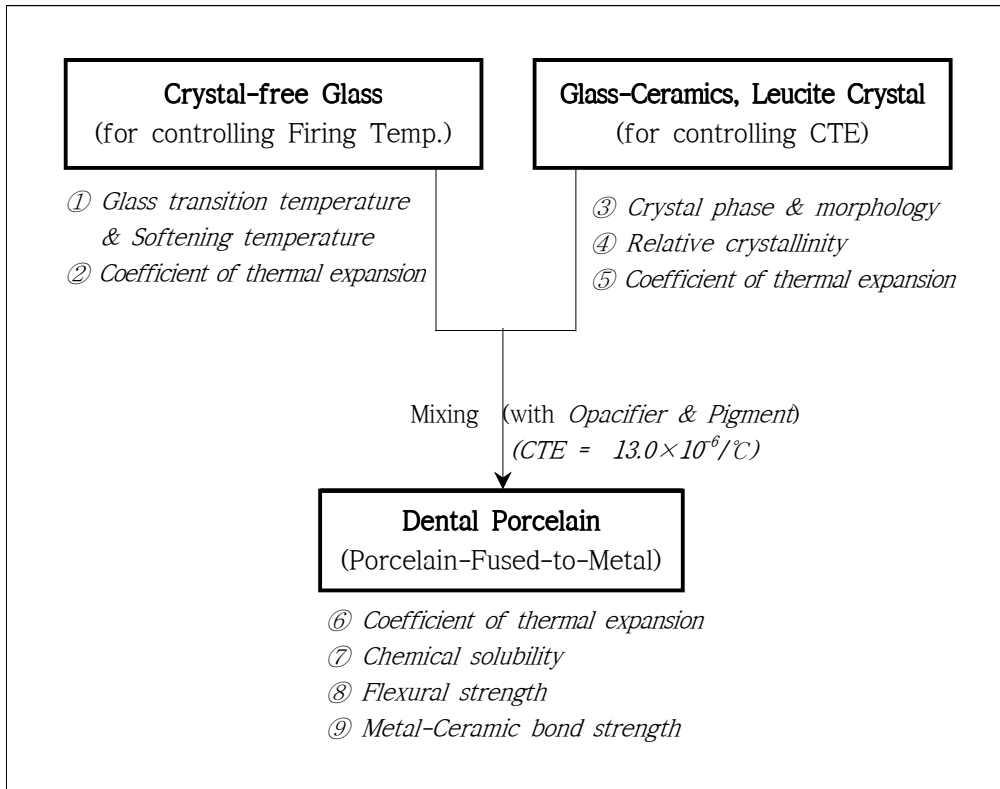 Crystal-free Glass
(for controlling Firing Temp.)
① Glass transition temperature
& Softening temperature
② Coefficient of thermal expansion
Glass-Ceramics, Leucite Crystal
(for controlling CTE)
③ Crystal phase & morphology
④ Relative crystallinity
⑤ Coefficient of thermal expansion
Mixing (with Opacifier & Pigment)
(CTE = 13.0×10⁻⁶/℃)
Dental Porcelain
(Porcelain-Fused-to-Metal)
⑥ Coefficient of thermal expansion
⑦ Chemical solubility
⑧ Flexural strength
⑨ Metal-Ceramic bond strength